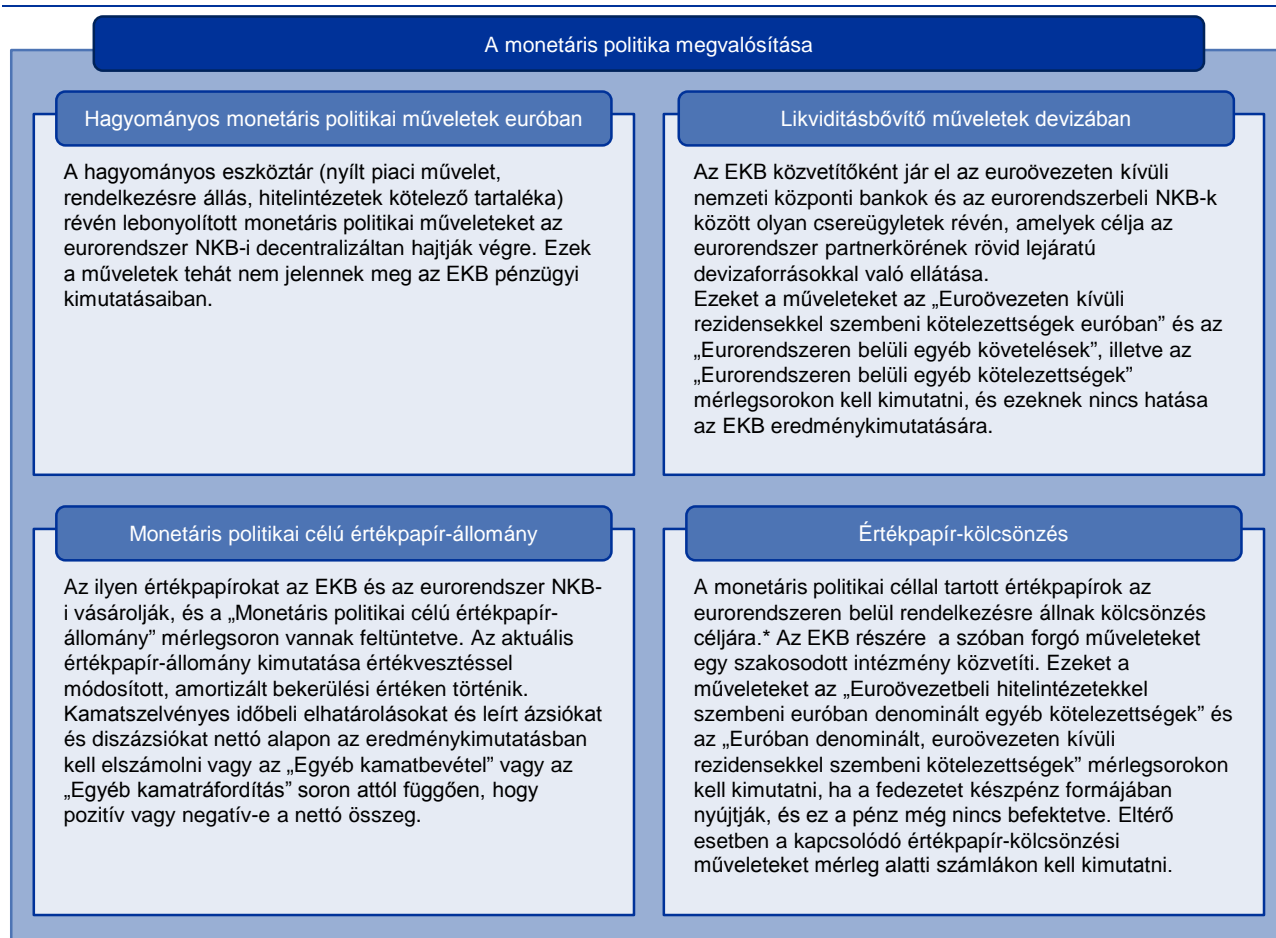 A monetáris politika megvalósítása
Hagyományos monetáris politikai műveletek euróban
A hagyományos eszköztár (nyílt piaci művelet,
rendelkezésre állás, hitelintézetek kötelező tartaléka)
révén lebonyolított monetáris politikai műveleteket az
eurorendszer NKB-i decentralizáltan hajtják végre. Ezek
a műveletek tehát nem jelennek meg az EKB pénzügyi
kimutatásaiban.
Likviditásbővítő műveletek devizában
Az EKB közvetítőként jár el az euroövezeten kívüli
nemzeti központi bankok és az eurorendszerbeli NKB-k
között olyan csereügyletek révén, amelyek célja az
eurorendszer partnerkörének rövid lejáratú
devizaforrásokkal való ellátása.
Ezeket a műveleteket az „Euroövezeten kívüli
rezidensekkel szembeni kötelezettségek euróban” és az
„Eurorendszeren belüli egyéb követelések”, illetve az
„Eurorendszeren belüli egyéb kötelezettségek”
mérlegsorokon kell kimutatni, és ezeknek nincs hatása
az EKB eredménykimutatására.
Monetáris politikai célú értékpapír-állomány
Az ilyen értékpapírokat az EKB és az eurorendszer NKB-
i vásárolják, és a „Monetáris politikai célú értékpapír-
állomány” mérlegsoron vannak feltüntetve. Az aktuális
értékpapír-állomány kimutatása értékvesztéssel
módosított, amortizált bekerülési értéken történik.
Kamatszelvényes időbeli elhatárolásokat és leírt ázsiókat
és diszázsiókat nettó alapon az eredménykimutatásban
kell elszámolni vagy az „Egyéb kamatbevétel” vagy az
„Egyéb kamatráfordítás” soron attól függően, hogy
pozitív vagy negatív-e a nettó összeg.
Értékpapír-kölcsönzés
A monetáris politikai céllal tartott értékpapírok az
eurorendszeren belül rendelkezésre állnak kölcsönzés
céljára.* Az EKB részére a szóban forgó műveleteket
egy szakosodott intézmény közvetíti. Ezeket a
műveleteket az „Euroövezetbeli hitelintézetekkel
szembeni euróban denominált egyéb kötelezettségek” és
az „Euróban denominált, euroövezeten kívüli
rezidensekkel szembeni kötelezettségek” mérlegsorokon
kell kimutatni, ha a fedezetet készpénz formájában
nyújtják, és ez a pénz még nincs befektetve. Eltérő
esetben a kapcsolódó értékpapír-kölcsönzési
műveleteket mérleg alatti számlákon kell kimutatni.